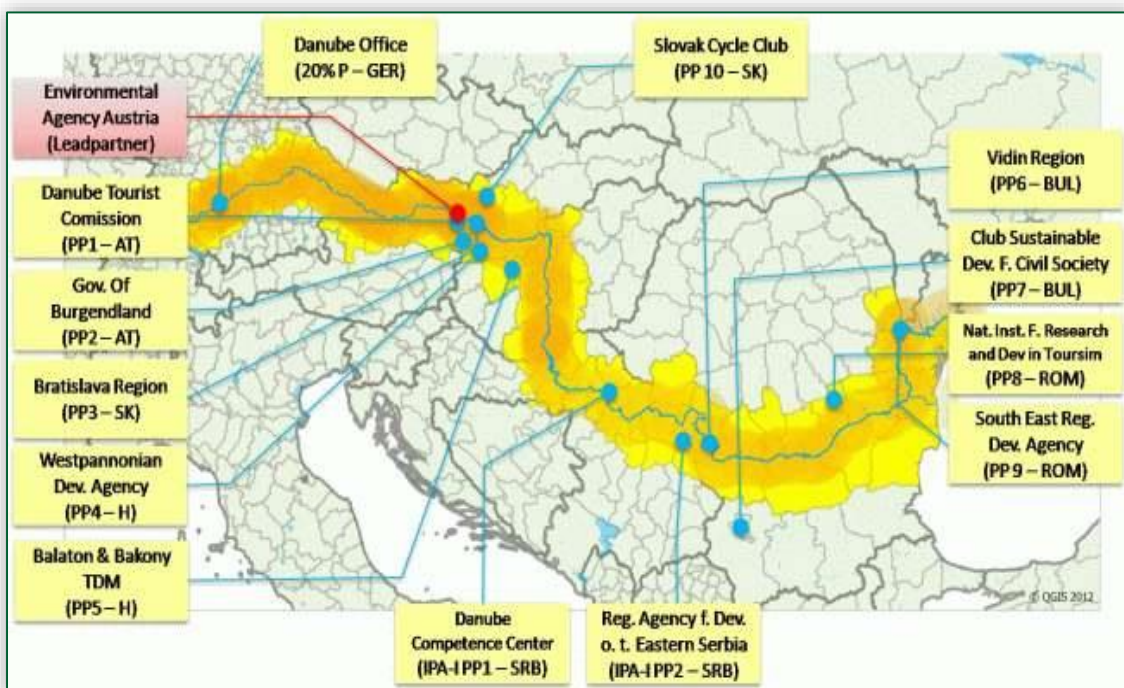 Danube Office
(20% P – GER)
Slovak Cycle Club
(PP 10 – SK)
Environmental
Agency Austria
(Leadpartner)
Danube Tourist
Comission
(PP1 – AT)
Gov. Of
Burgendland
(PP2 – AT)
Bratislava Region
(PP3 – SK)
Westpannonian
Dev. Agency
(PP4 – H)
Balaton & Bakony
TDM
(PP5 – H)
Danube
Competence Center
(IPA-I PP1 – SRB)
Reg. Agency f. Dev.
o. t. Eastern Serbia
(IPA-I PP2 – SRB)
Vidin Region
(PP6 – BUL)
Club Sustainable
Dev. F. Civil Society
(PP7 – BUL)
Nat. Inst. F. Research
and Dev in Toursim
(PP8 – ROM)
South East Reg.
Dev. Agency
(PP 9 – ROM)
© QGIS 2012